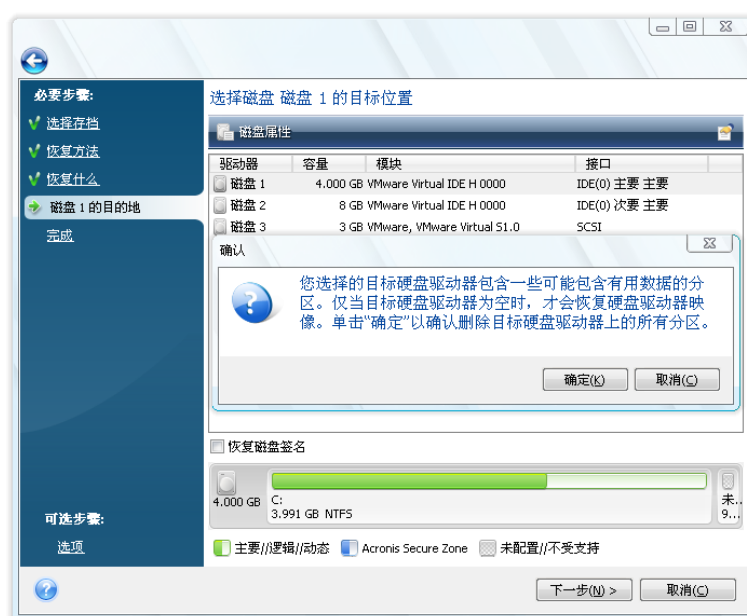 必要步骤:
选择存档
恢复方法
恢复什么
磁盘 1 的目的地
完成
可选步骤:
选项
选择磁盘 磁盘 1 的目标位置
磁盘属性
驱动器 容量 模块 接口
磁盘 1 4.000 GB VMware Virtual IDE H 0000 IDE(0) 主要 主要
磁盘 2 8 GB VMware Virtual IDE H 0000 IDE(0) 次要 主要
磁盘 3 3 GB VMware, VMware Virtual S1.0 SCSI
确认
您选择的目标硬盘驱动器包含一些可能包含有用数据的分
区。仅当目标硬盘驱动器为空时，才会恢复硬盘驱动器映
像。单击“确定”以确认删除目标硬盘驱动器上的所有分区。
确定(K) 取消(C)
恢复磁盘签名
4.000 GB
C:
3.991 GB NTFS
未..
9...
主要//逻辑//动态 Acronis Secure Zone 未配置//不受支持
下一步(N) > 取消(C)